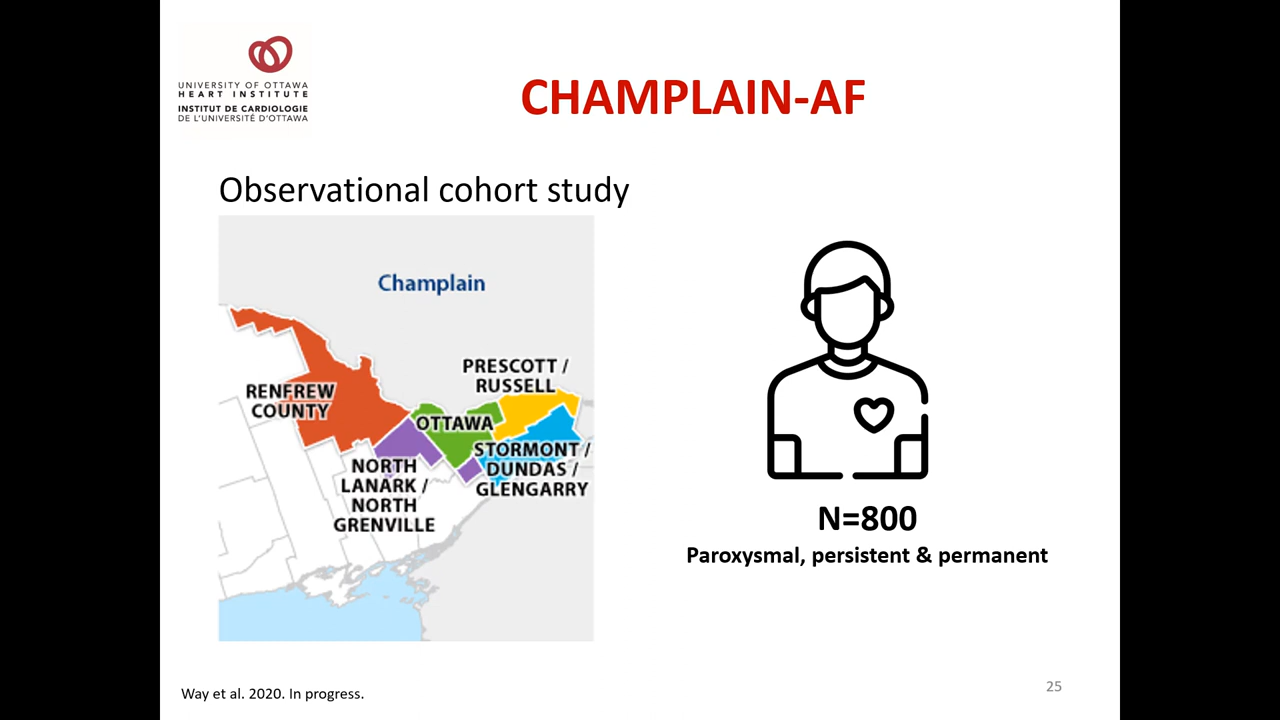 UNIVERSITY OF OTTAWA
HEART INSTITUTE
INSTITUT DE CARDIOLOGIE
DE L'UNIVERSITÉ D'OTTAWA
CHAMPLAIN-AF
Observational cohort study
Champlain
PRESCOTT /
RUSSELL
RENFREW
COUNTY
OTTAWA
STORMONT /
DUNDAS /
GLENGARRY
NORTH
LANARK /
NORTH
GRENVILLE
N=800
Paroxysmal, persistent & permanent
Way et al. 2020. In progress.
25